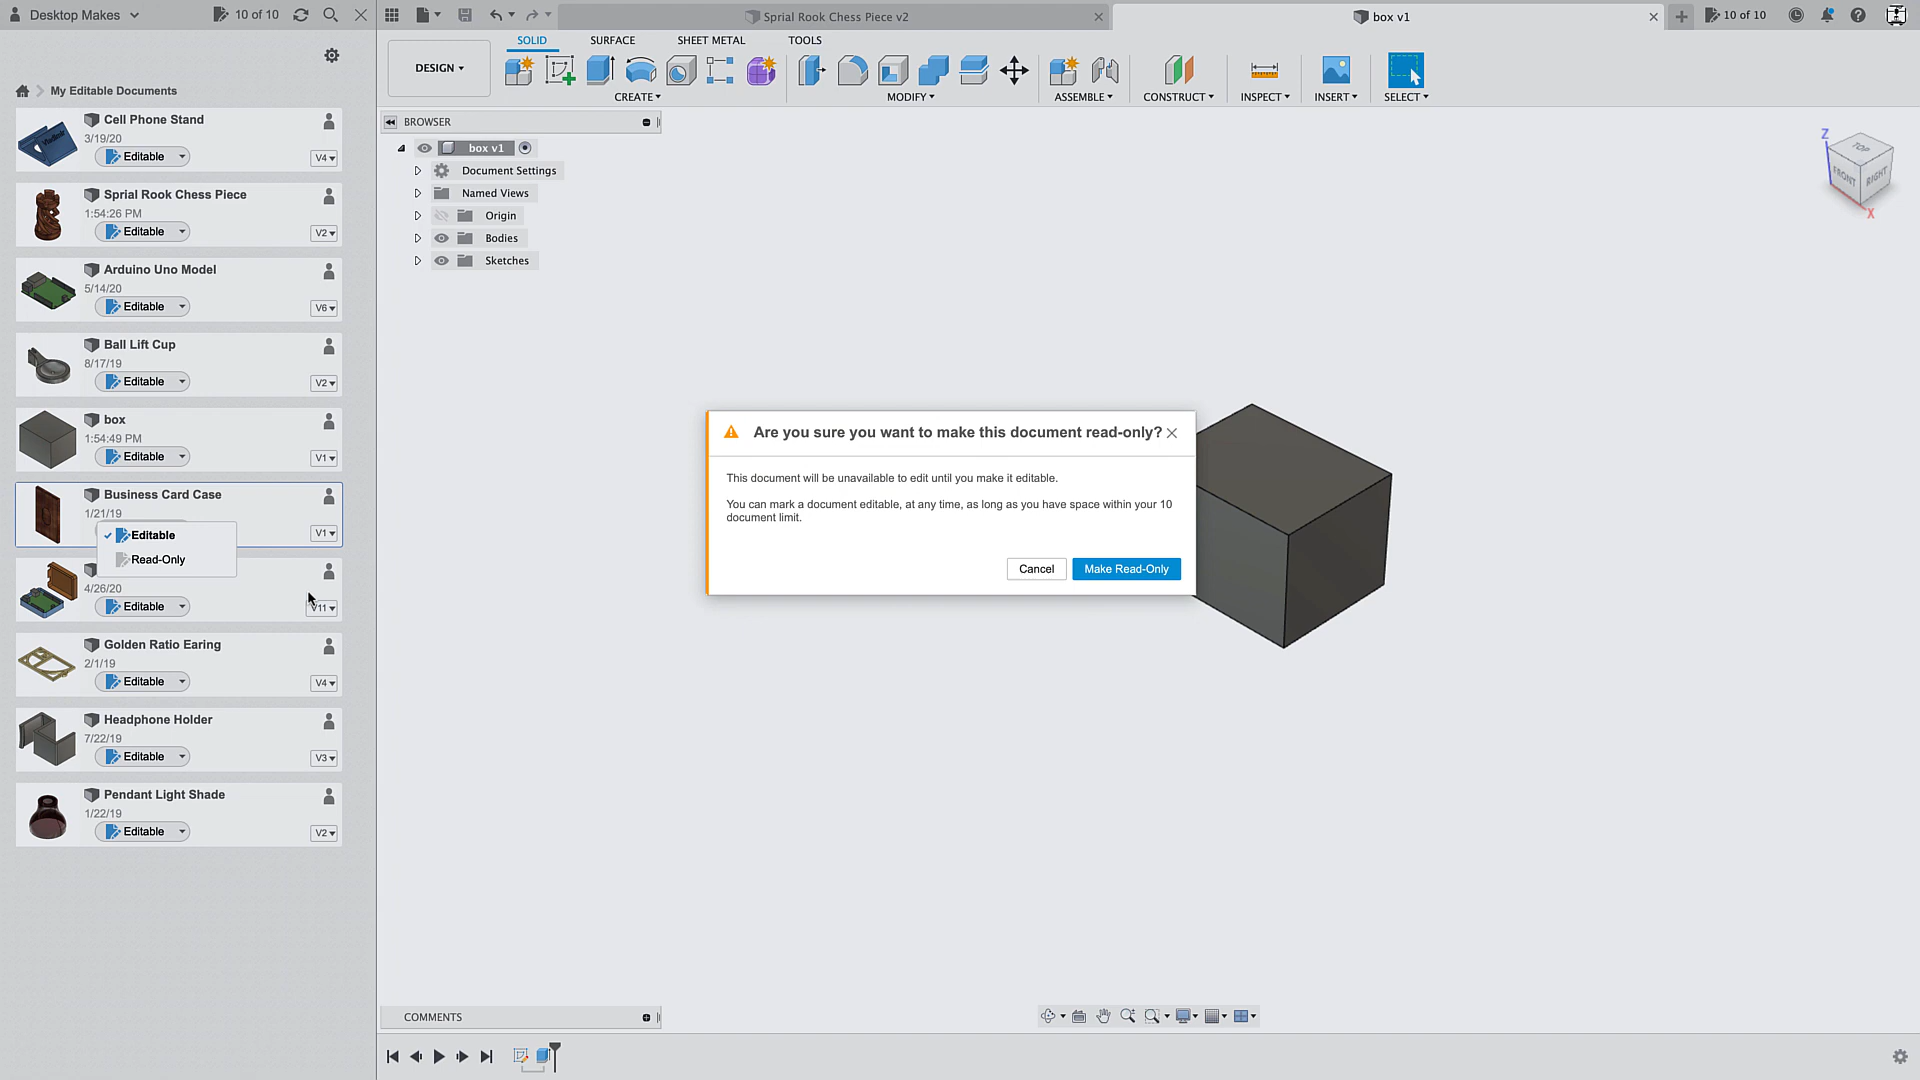 Desktop Makes
10 of 10
My Editable Documents
Cell Phone Stand
3/19/20
Editable
V4
Sprial Rook Chess Piece
1:54:26 PM
Editable
V2
Arduino Uno Model
5/14/20
Editable
V6
Ball Lift Cup
8/17/19
Editable
V2
box
1:54:49 PM
Editable
V1
Business Card Case
1/21/19
V1
Editable
Read-Only
4/26/20
Editable
V11
Golden Ratio Earing
2/1/19
Editable
V4
Headphone Holder
7/22/19
Editable
V3
Pendant Light Shade
1/22/19
Editable
V2
Sprial Rook Chess Piece v2
box v1
10 of 10
DESIGN
SOLID
SURFACE
SHEET METAL
TOOLS
CREATE
MODIFY
ASSEMBLE
CONSTRUCT
INSPECT
INSERT
SELECT
BROWSER
box v1
Document Settings
Named Views
Origin
Bodies
Sketches
Z
TOP
FRONT
RIGHT
X
Are you sure you want to make this document read-only?
This document will be unavailable to edit until you make it editable.
You can mark a document editable, at any time, as long as you have space within your 10
document limit.
Cancel
Make Read-Only
COMMENTS